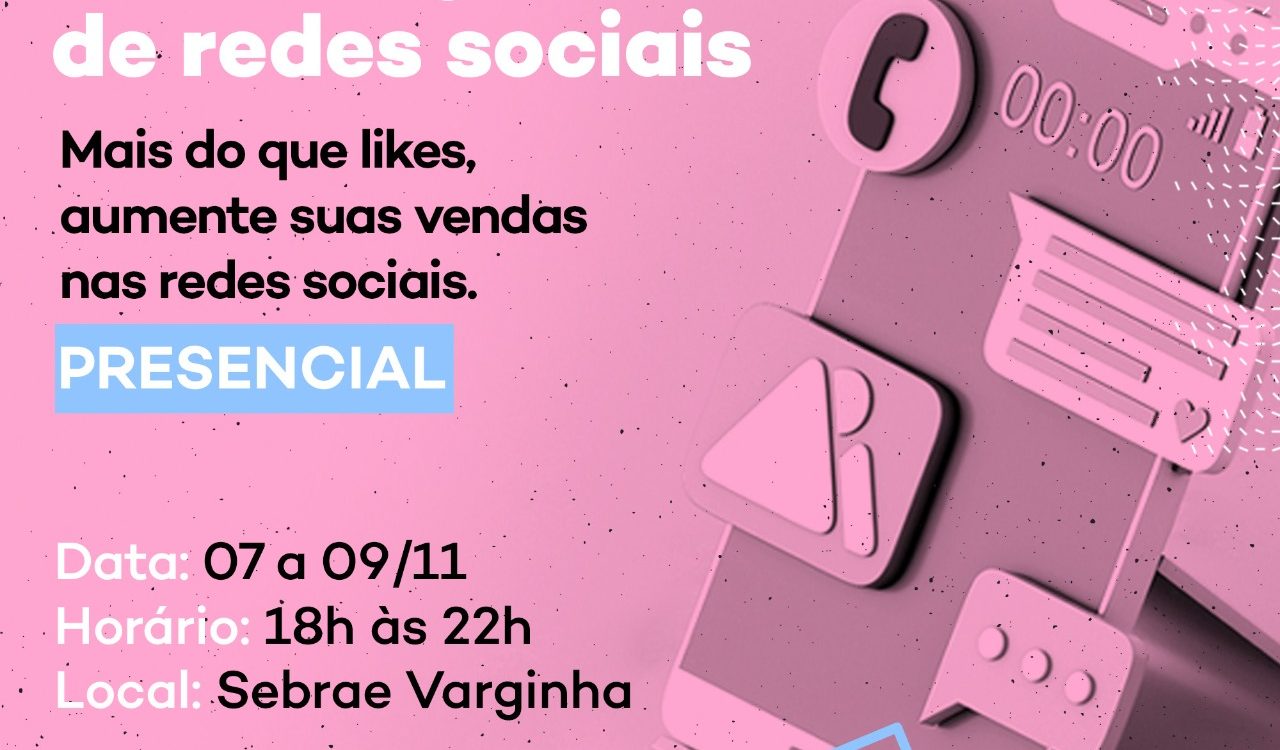 de redes sociais
Mais do que likes,
aumente suas vendas
nas redes sociais.
PRESENCIAL
Data: 07 a 09/11
Horário: 18h às 22h
Local: Sebrae Varginha
00:00